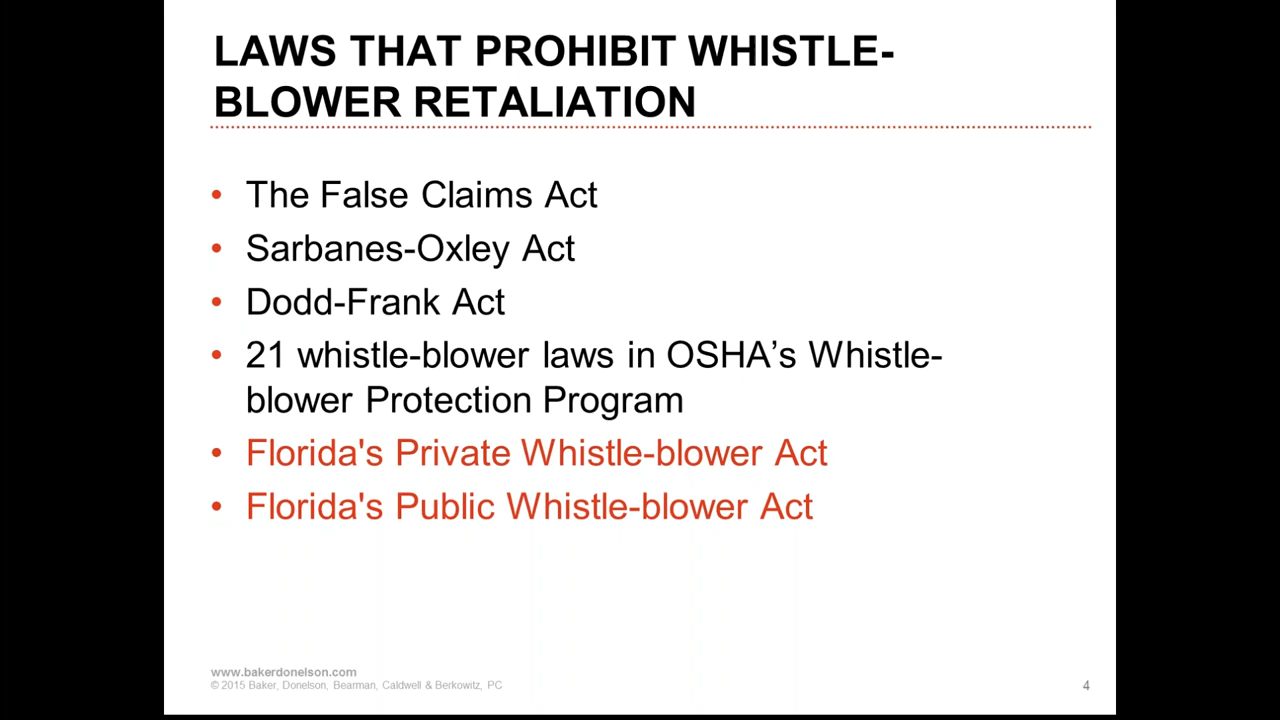 LAWS THAT PROHIBIT WHISTLE-
BLOWER RETALIATION
• The False Claims Act
• Sarbanes-Oxley Act
• Dodd-Frank Act
• 21 whistle-blower laws in OSHA’s Whistle-
blower Protection Program
• Florida's Private Whistle-blower Act
• Florida's Public Whistle-blower Act
www.bakerdonelson.com
© 2015 Baker, Donelson, Bearman, Caldwell & Berkowitz, PC
4